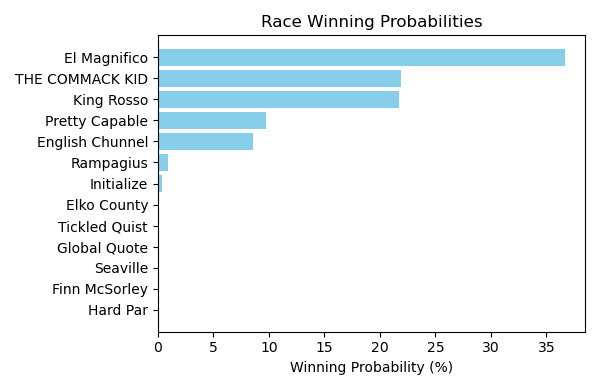 Race Winning Probabilities
El Magnifico
THE COMMACK KID
King Rosso
Pretty Capable
English Chunnel
Rampagius
Initialize
Elko County
Tickled Quist
Global Quote
Seaville
Finn McSorley
Hard Par
0 5 10 15 20 25 30 35
Winning Probability (%)